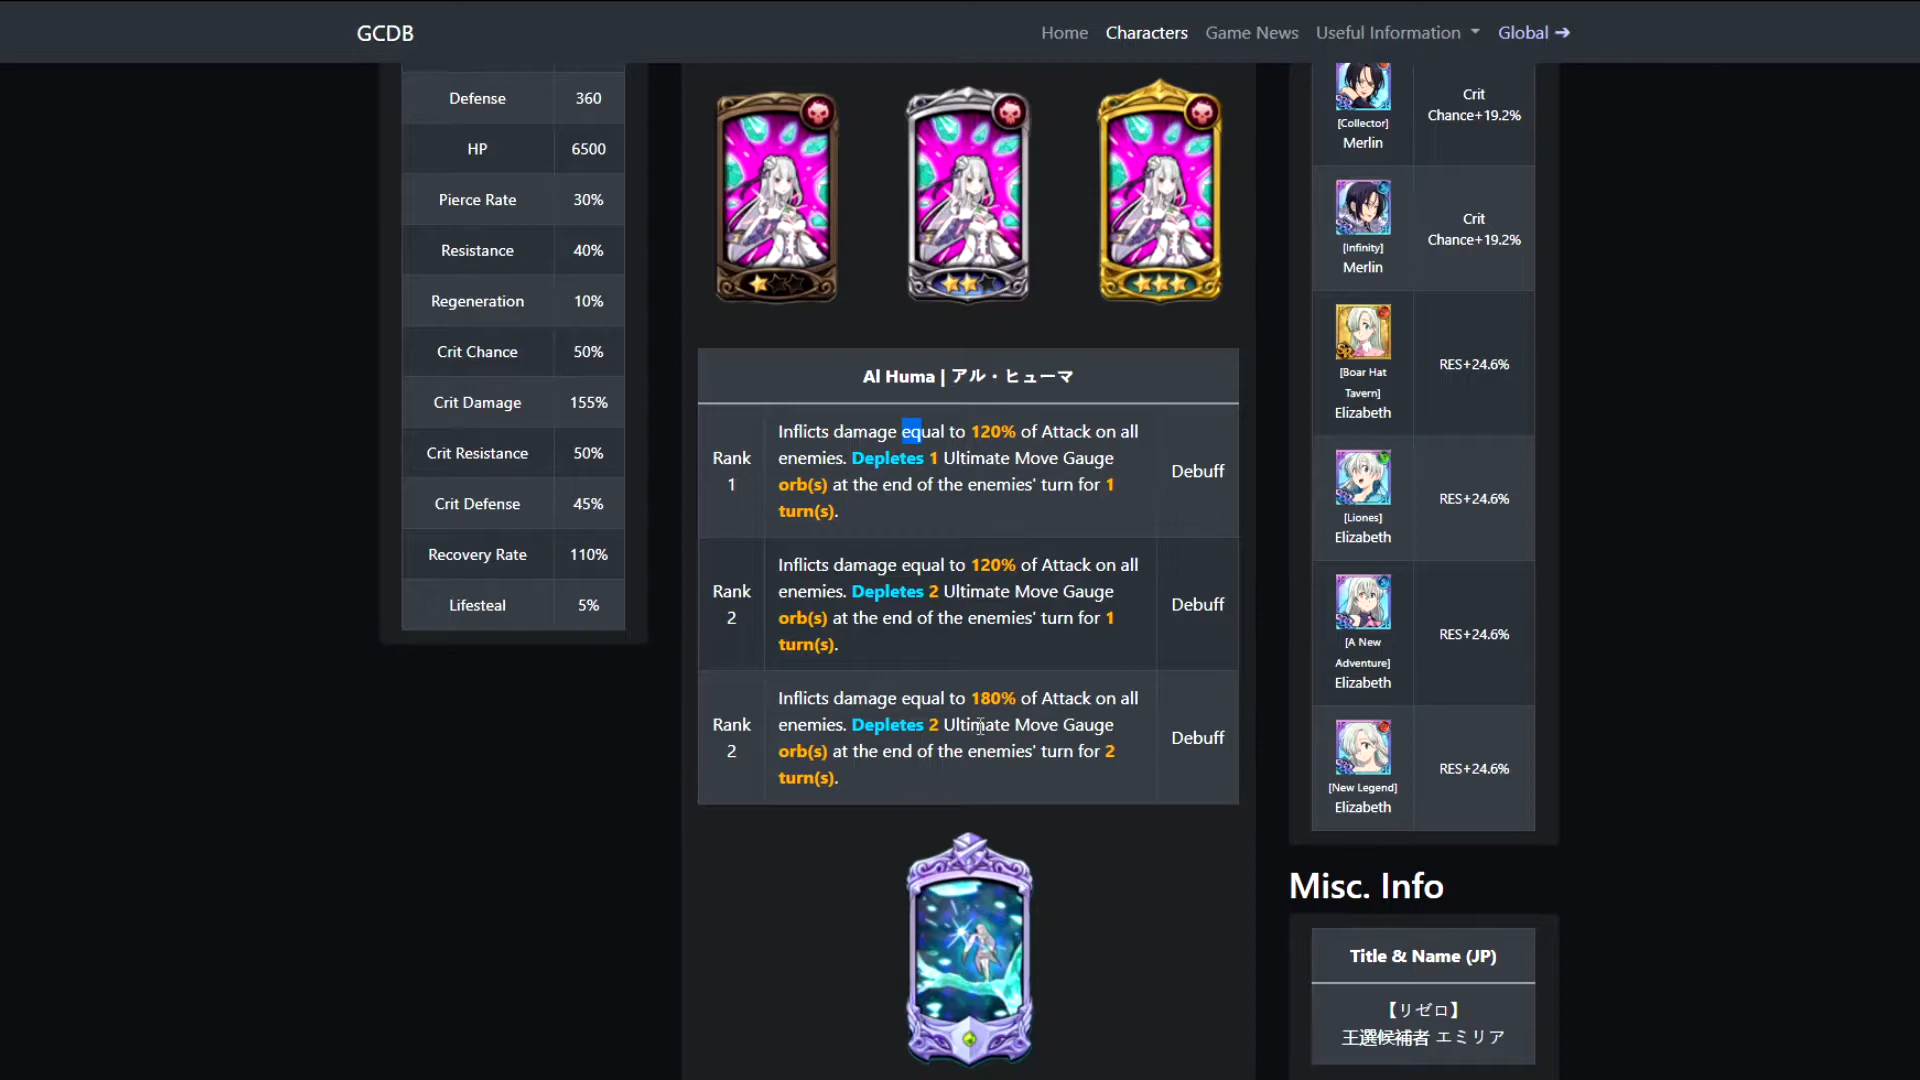 GCDB
Home
Characters
Game News
Useful Information
Global ➔
Defense 360
HP 6500
Pierce Rate 30%
Resistance 40%
Regeneration 10%
Crit Chance 50%
Crit Damage 155%
Crit Resistance 50%
Crit Defense 45%
Recovery Rate 110%
Lifesteal 5%
Al Huma | アル・ヒューマ
Rank
1
Inflicts damage equal to 120% of Attack on all
enemies. Depletes 1 Ultimate Move Gauge
orb(s) at the end of the enemies' turn for 1
turn(s).
Debuff
Rank
2
Inflicts damage equal to 120% of Attack on all
enemies. Depletes 2 Ultimate Move Gauge
orb(s) at the end of the enemies' turn for 1
turn(s).
Debuff
Rank
2
Inflicts damage equal to 180% of Attack on all
enemies. Depletes 2 Ultimate Move Gauge
orb(s) at the end of the enemies' turn for 2
turn(s).
Debuff
[Collector]
Merlin
Crit
Chance+19.2%
[Infinity]
Merlin
Crit
Chance+19.2%
SR
[Boar Hat
Tavern]
Elizabeth
RES+24.6%
[Liones]
Elizabeth
RES+24.6%
[A New
Adventure]
Elizabeth
RES+24.6%
[New Legend]
Elizabeth
RES+24.6%
Misc. Info
Title & Name (JP)
【リゼロ】
王選候補者 エミリア